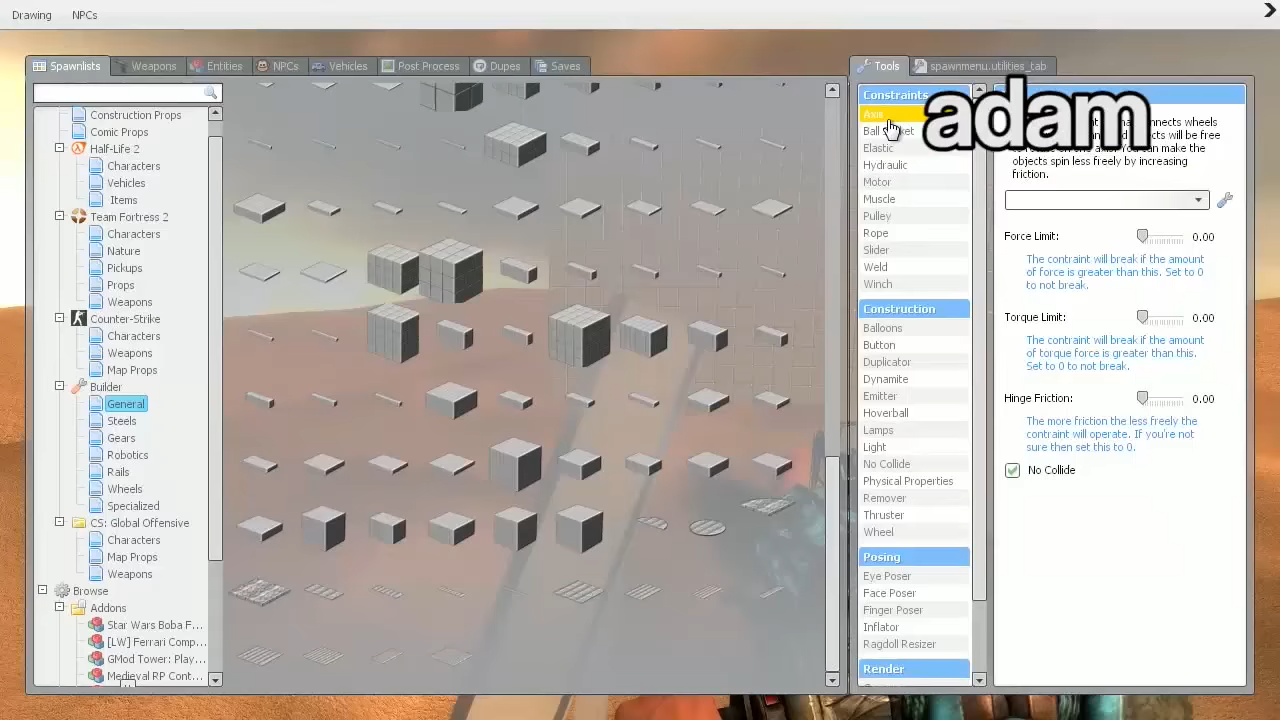 Drawing NPCs
Spawnlists Weapons Entities NPCs Vehicles Post Process Dupes Saves
Construction Props
Comic Props
Half-Life 2
Characters
Vehicles
Items
Team Fortress 2
Characters
Nature
Pickups
Props
Weapons
Counter-Strike
Characters
Weapons
Map Props
Builder
General
Steels
Gears
Robotics
Rails
Wheels
Specialized
CS: Global Offensive
Characters
Map Props
Weapons
Browse
Addons
Star Wars Boba F...
[LW] Ferrari Comp...
GMod Tower: Play...
Medieval RP Cont...
Tools spawnmenu.utilities_tab
adam
Constraints
Axis
Ball
Elastic
Hydraulic
Motor
Muscle
Pulley
Rope
Slider
Weld
Winch
Construction
Balloons
Button
Duplicator
Dynamite
Emitter
Hoverball
Lamps
Light
No Collide
Physical Properties
Remover
Thruster
Wheel
Posing
Eye Poser
Face Poser
Finger Poser
Inflator
Ragdoll Resizer
Render
wheels
will be free
You can make the
objects spin less freely by increasing
friction.
Force Limit: 0.00
The contraint will break if the amount
of force is greater than this. Set to 0
to not break.
Torque Limit: 0.00
The contraint will break if the amount
of torque force is greater than this.
Set to 0 to not break.
Hinge Friction: 0.00
The more friction the less freely the
contraint will operate. If you're not
sure then set this to 0.
No Collide